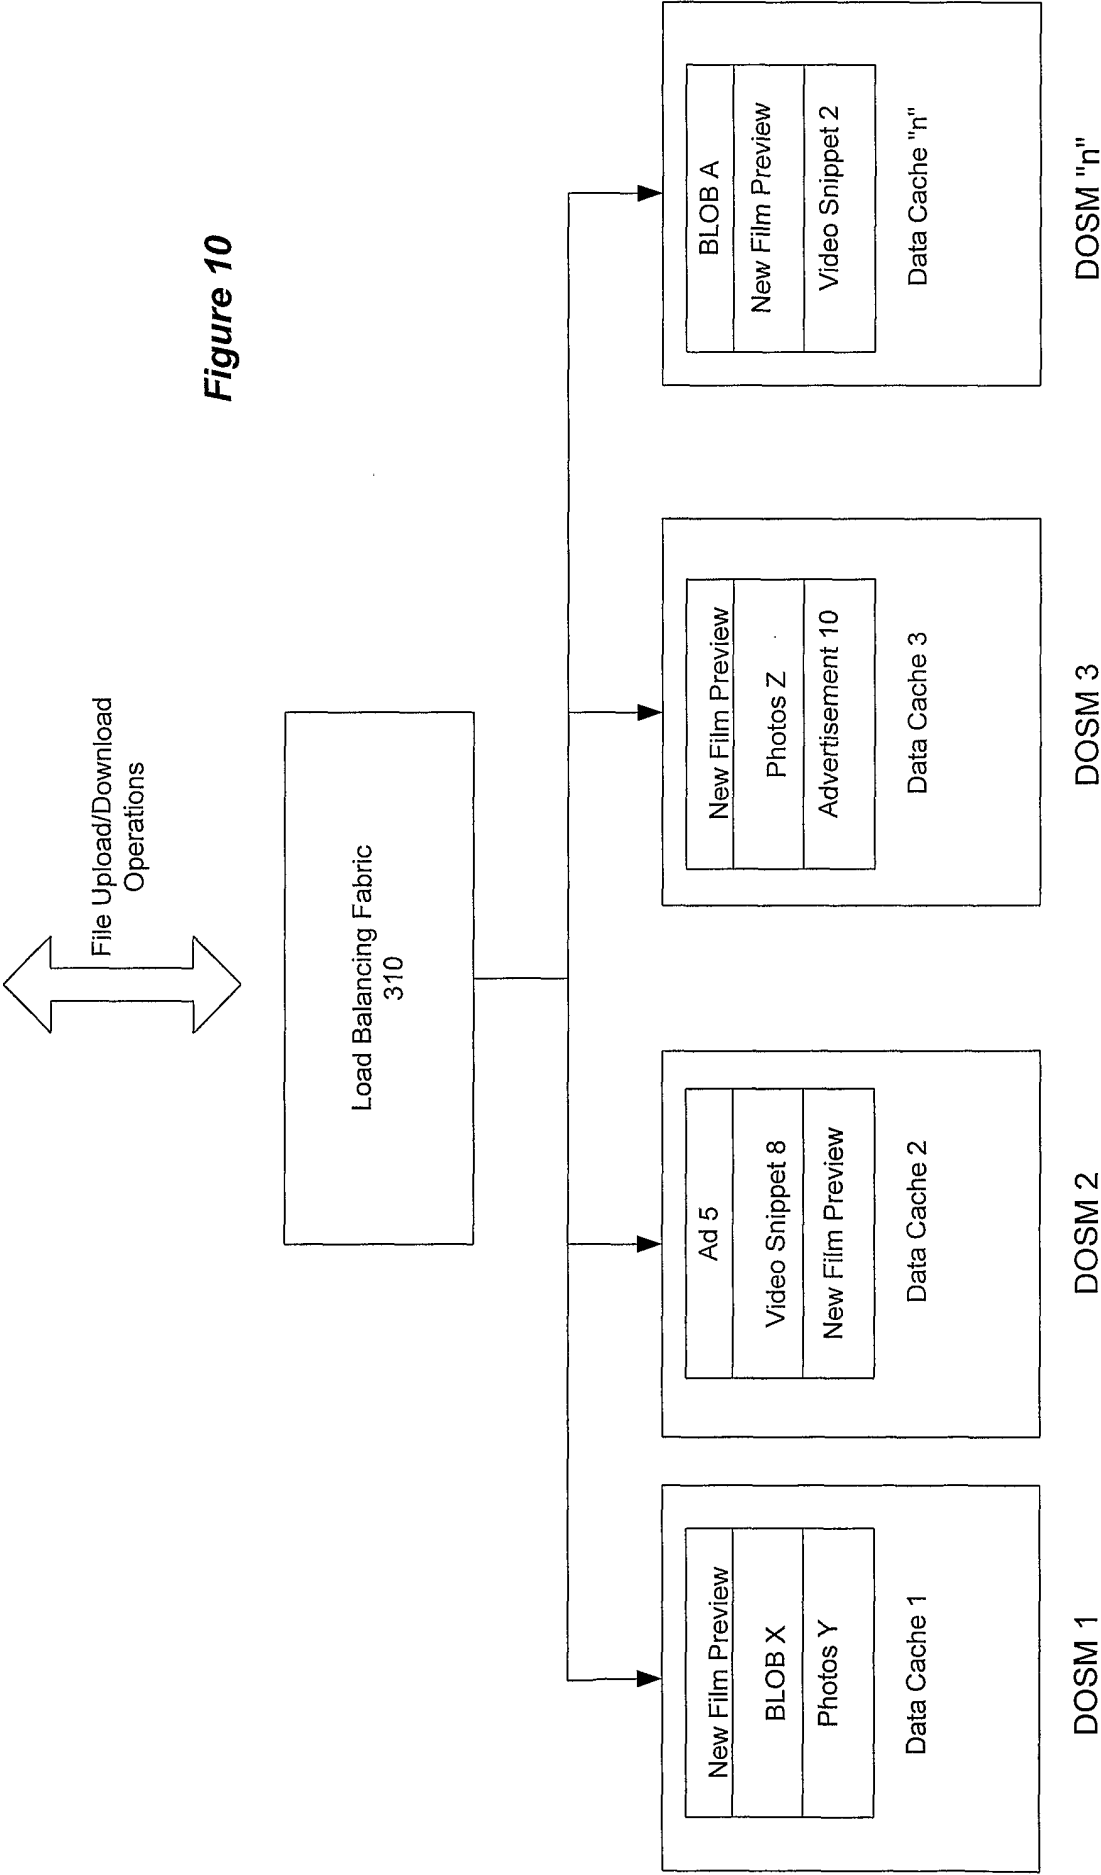 File Upload/Download
Operations
Figure 10
Load Balancing Fabric
310
New Film Preview
BLOB X
Photos Y
Data Cache 1
DOSM 1
Ad 5
Video Snippet 8
New Film Preview
Data Cache 2
DOSM 2
New Film Preview
Photos Z
Advertisement 10
Data Cache 3
DOSM 3
BLOB A
New Film Preview
Video Snippet 2
Data Cache "n"
DOSM "n"